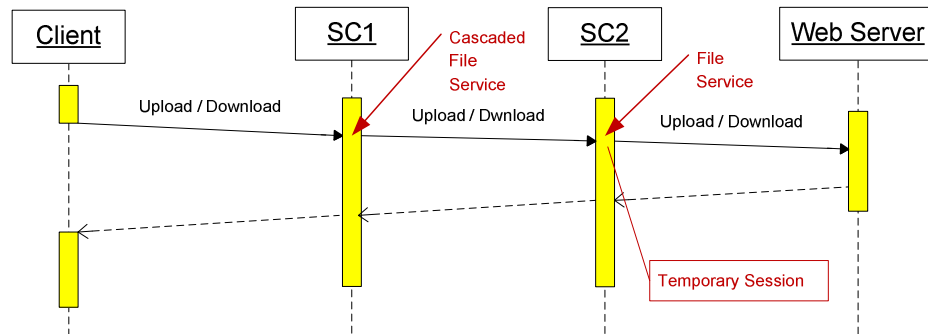 Client
SC1
SC2
Web Server
Cascaded
File
Service
File
Service
Upload / Download
Upload / Dwnload
Upload / Download
Temporary Session